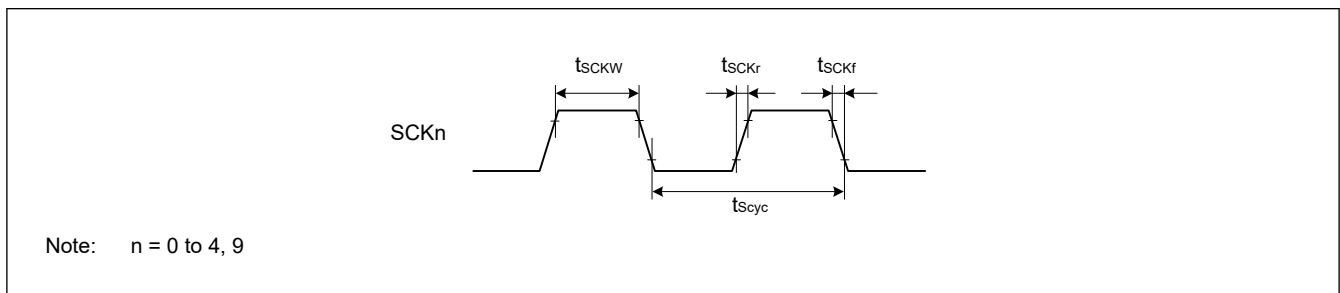 tSCKW tSCKr tSCKf
SCKn
tScyc
Note: n = 0 to 4, 9